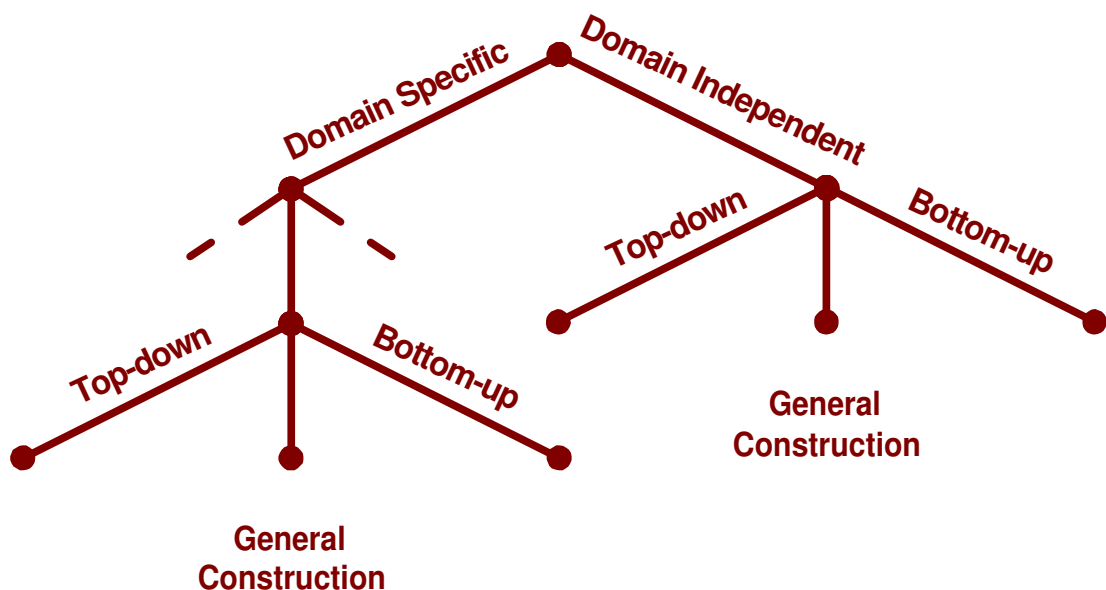 Domain Specific
Domain Independent
Top-down
Bottom-up
Top-down
Bottom-up
General
Construction
General
Construction